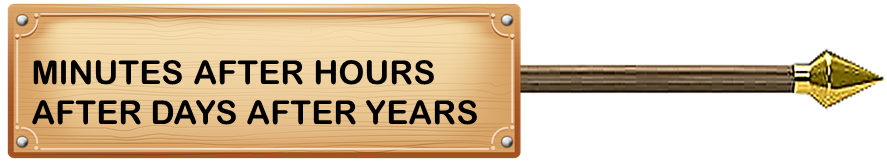 MINUTES AFTER HOURS
AFTER DAYS AFTER YEARS